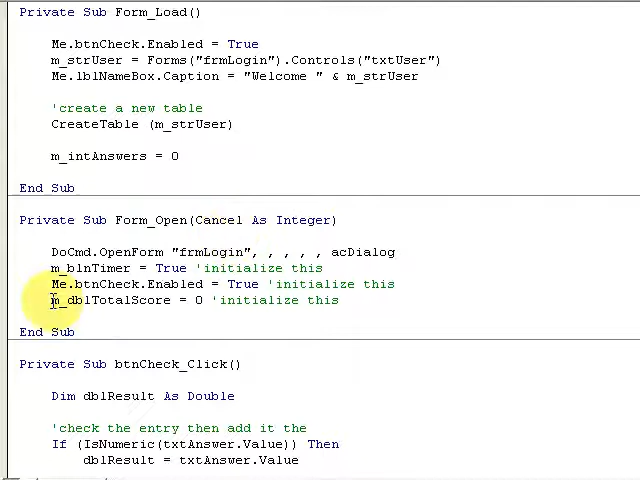 Private Sub Form_Load()
Me.btnCheck.Enabled = True
m_strUser = Forms("frmLogin").Controls("txtUser")
Me.lblNameBox.Caption = "Welcome " & m_strUser
'create a new table
CreateTable (m_strUser)
m_intAnswers = 0
End Sub
Private Sub Form_Open(Cancel As Integer)
DoCmd.OpenForm "frmLogin", , , , , acDialog
m_blnTimer = True 'initialize this
Me.btnCheck.Enabled = True 'initialize this
m_dblTotalScore = 0 'initialize this
End Sub
Private Sub btnCheck_Click()
Dim dblResult As Double
'check the entry then add it the
If (IsNumeric(txtAnswer.Value)) Then
dblResult = txtAnswer.Value